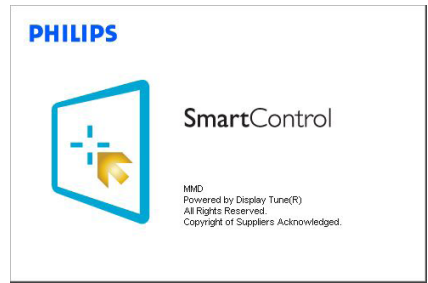 PHILIPS
SmartControl
MMD
Powered by Display Tune(R)
All Rights Reserved.
Copyright of Suppliers Acknowledged.